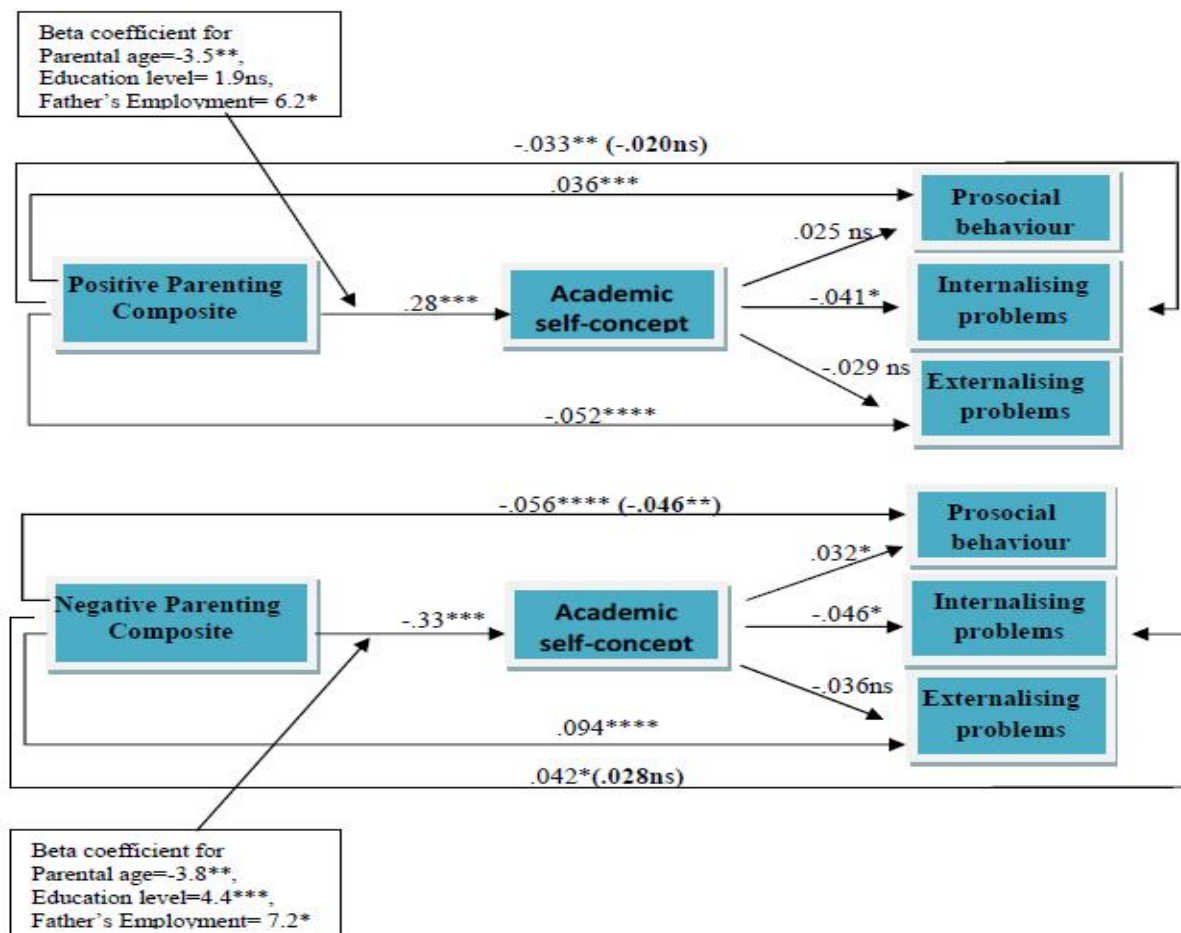 Beta coefficient for
Parental age=-3.5**,
Education level= 1.9ns,
Father's Employment= 6.2*
-.033** (-.020ns)
.036***
Prosocial
behaviour
.025 ns
Positive Parenting
Composite
.28***
Academic
self-concept
-.041*
Internalising
problems
-.029 ns
Externalising
problems
-.052****
-.056**** (-.046**)
Prosocial
behaviour
.032*
Negative Parenting
Composite
-.33***
Academic
self-concept
-.046*
Internalising
problems
-.036ns
Externalising
problems
.094****
.042*(.028ns)
Beta coefficient for
Parental age=-3.8**,
Education level=4.4***,
Father's Employment= 7.2*